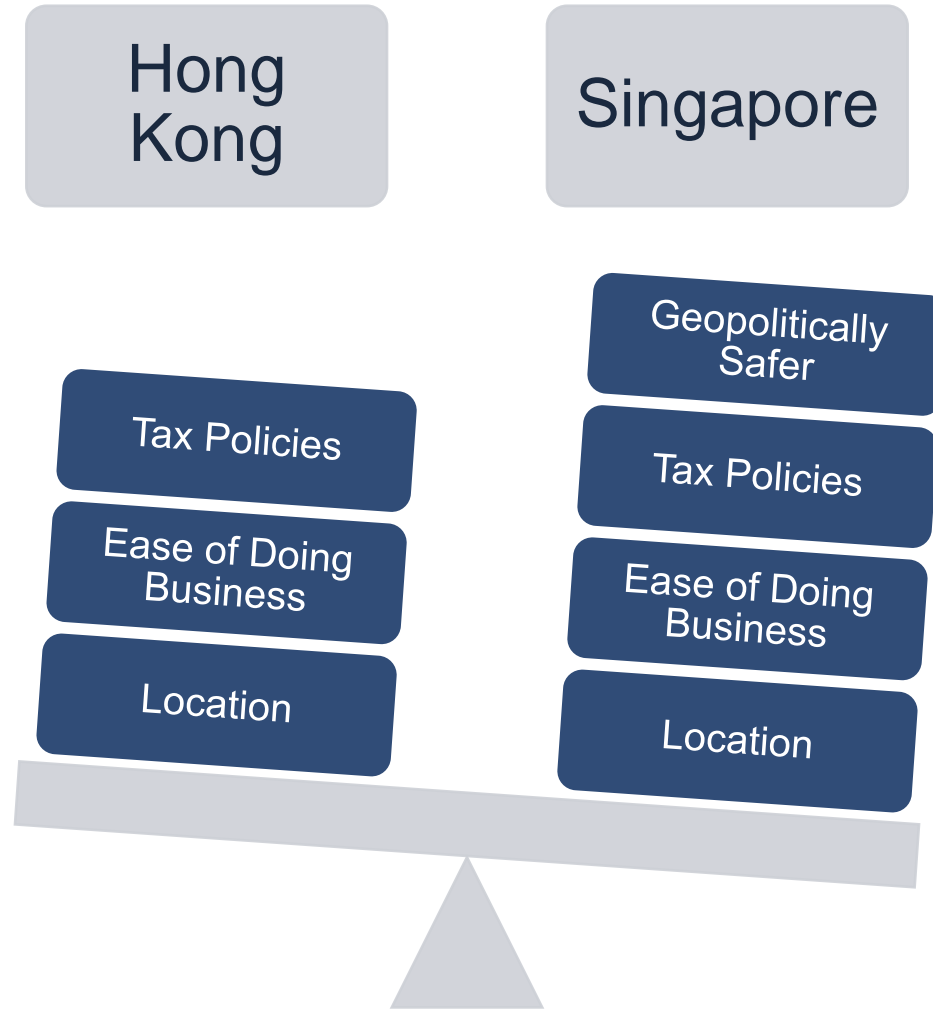 Hong
Kong
Singapore
Tax Policies
Ease of Doing
Business
Location
Geopolitically
Safer
Tax Policies
Ease of Doing
Business
Location